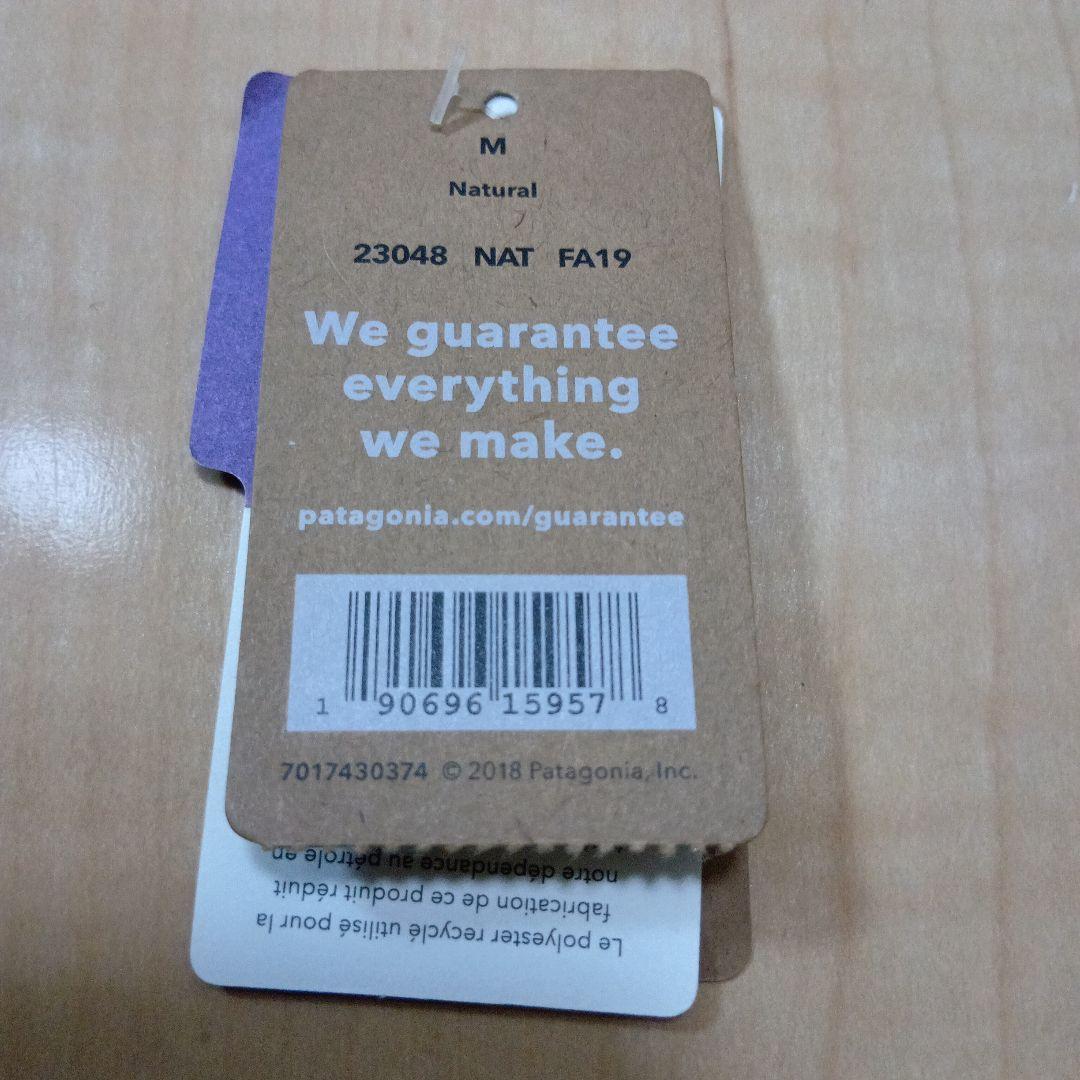 M
Natural
23048 NAT FA19
We guarantee
everything
we make.
patagonia.com/guarantee
1 90696 15957 8
7017430374 © 2018 Patagonia, Inc.
Le polyester recyclé utilisé pour la
fabrication de ce produit réduit
notre dépendance au pétrole en